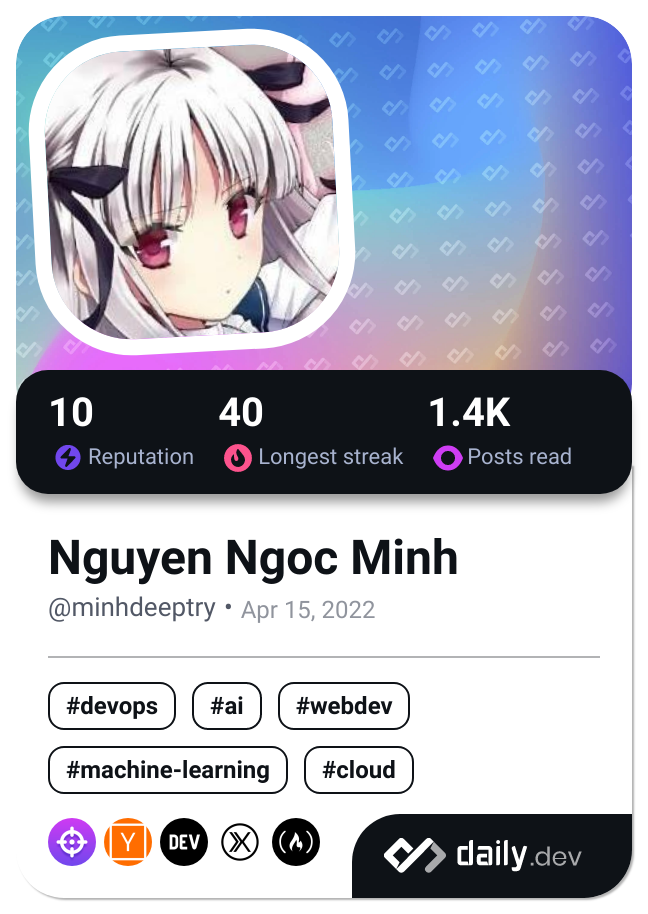 10 40 1.4K
Reputation Longest streak Posts read
Nguyen Ngoc Minh
@minhdeeptry • Apr 15, 2022
#devops #ai #webdev
#machine-learning #cloud
Y DEV
daily.dev